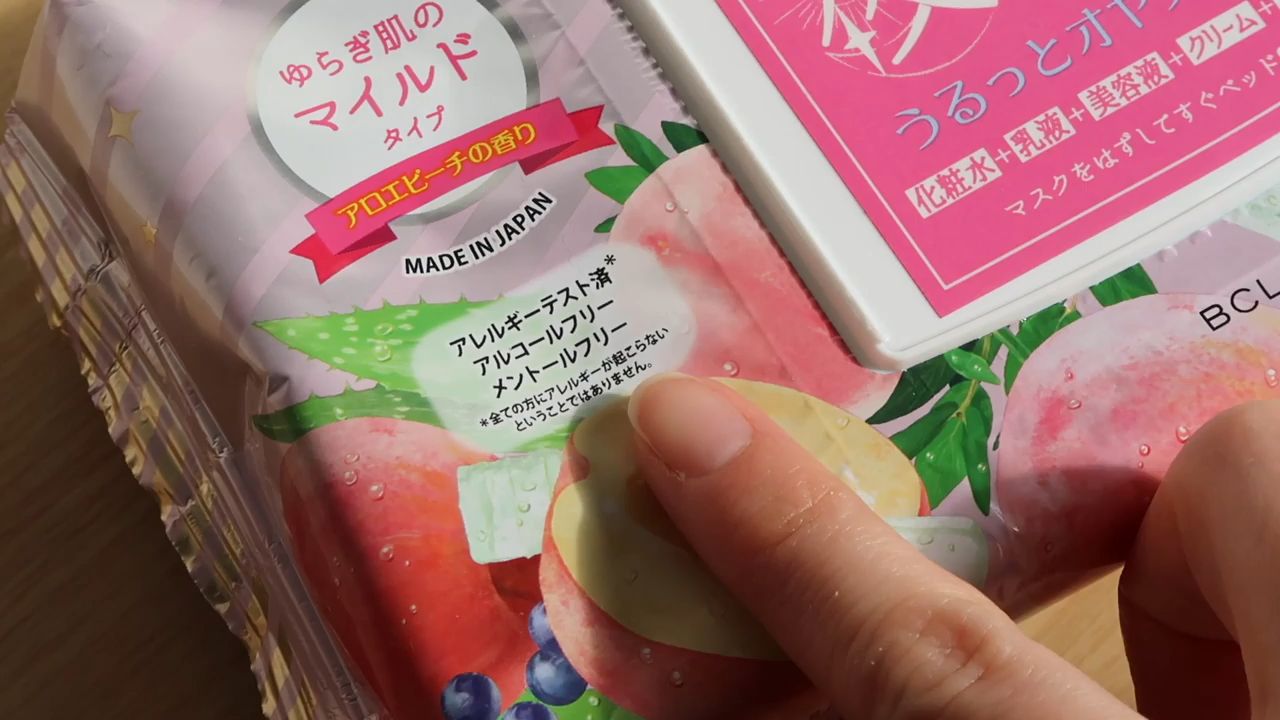 ゆらぎ肌の
マイルド
タイプ
アロエピーチの香り
MADE IN JAPAN
アレルギーテスト済*
アルコールフリー
メントールフリー
*全ての方にアレルギーが起こらない
ということではありません。
うるっとオヤ
化粧水+乳液+美容液+クリーム+
マスクをはずしてすぐベッド
BCL